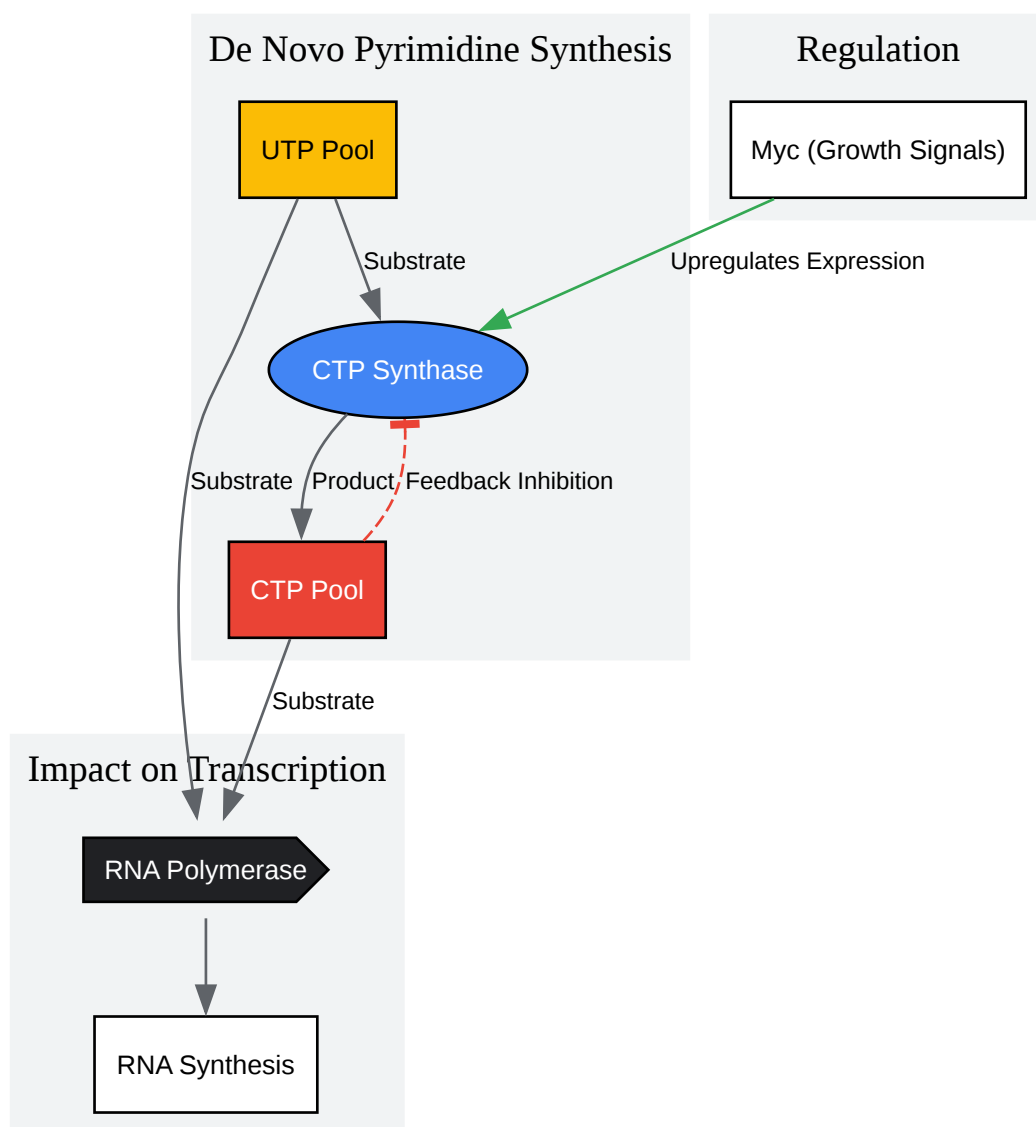 De Novo Pyrimidine Synthesis
Regulation
UTP Pool
Myc (Growth Signals)
Substrate
Upregulates Expression
CTP Synthase
Substrate
Product
Feedback Inhibition
CTP Pool
Substrate
Impact on Transcription
RNA Polymerase
RNA Synthesis